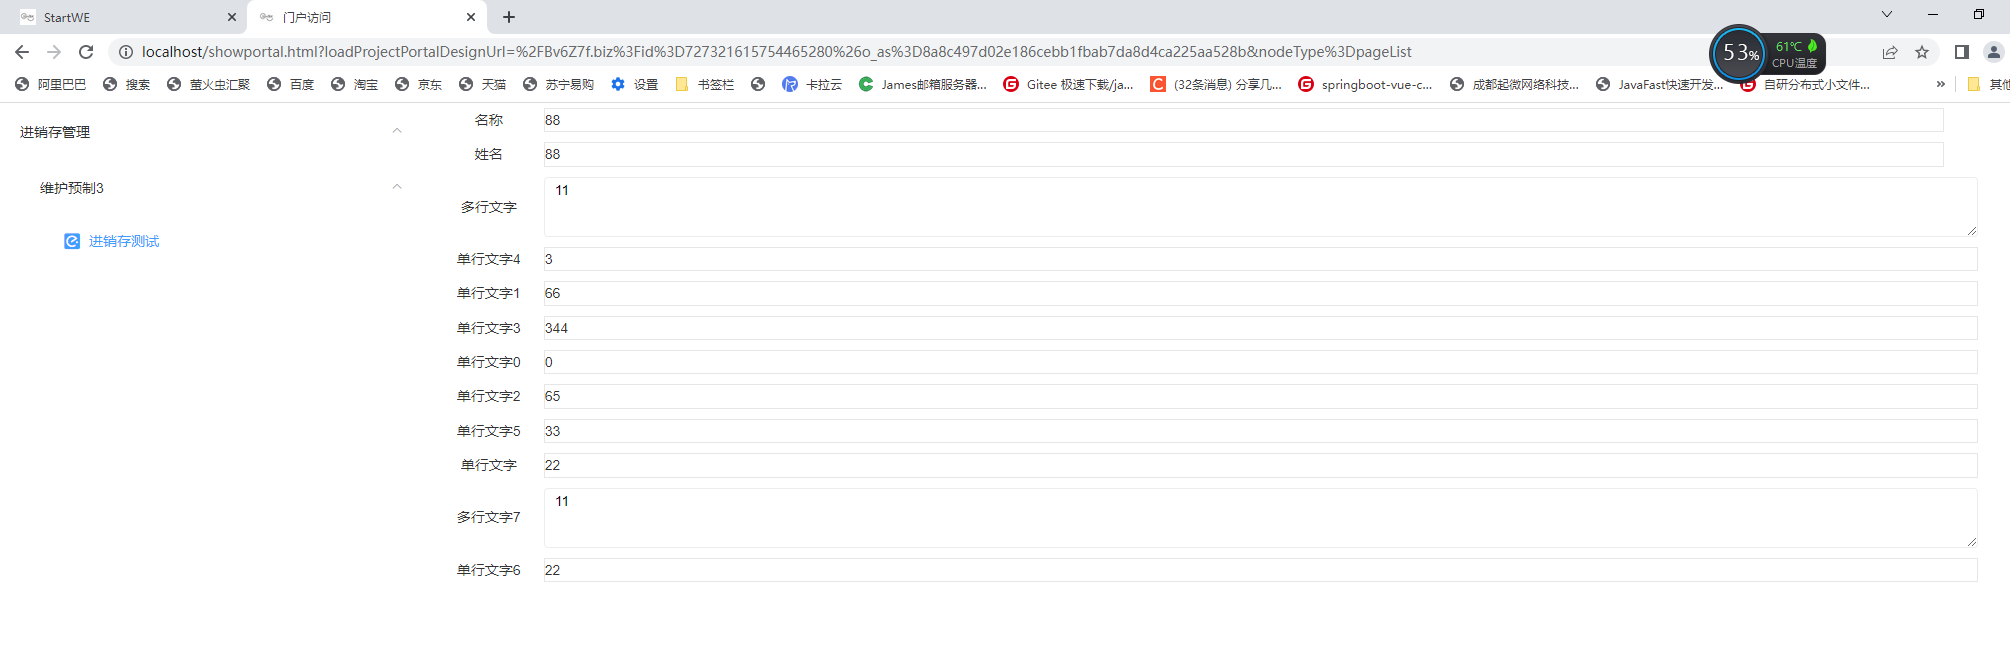 StartWE
门户访问
localhost/showportal.html?loadProjectPortalDesignUrl=%2FBv6Z7f.biz%3Fid%3D727321615754465280%26o_as%3D8a8c497d02e186cebb1fbab7da8d4ca225aa528b&nodeType%3DpageList
53%
61℃
CPU温度
阿里巴巴 搜索 萤火虫汇聚 百度 淘宝 京东 天猫 苏宁易购 设置 书签栏 卡拉云 James邮箱服务器... Gitee 极速下载/ja... (32条消息) 分享几... springboot-vue-c... 成都起微网络科技... JavaFast快速开发... 自研分布式小文件... » 其他
进销存管理
维护预制3
进销存测试
名称 88
姓名 88
多行文字 11
单行文字4 3
单行文字1 66
单行文字3 344
单行文字0 0
单行文字2 65
单行文字5 33
单行文字 22
多行文字7 11
单行文字6 22